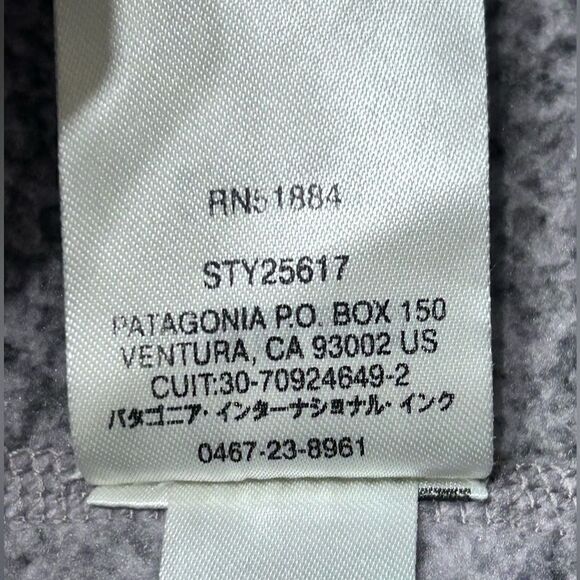 RN51884
STY25617
PATAGONIA P.O. BOX 150
VENTURA, CA 93002 US
CUIT:30-70924649-2
パタゴニア・インターナショナル・インク
0467-23-8961